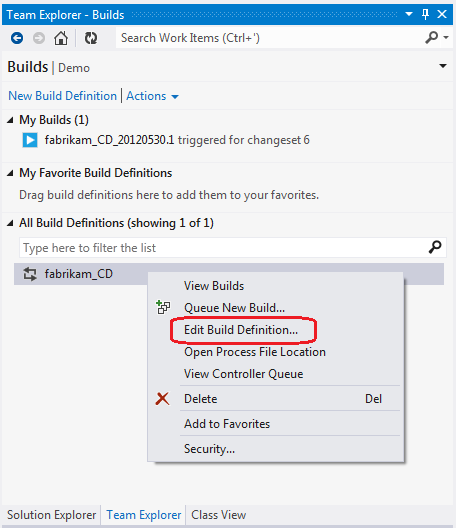 Team Explorer - Builds
Search Work Items (Ctrl+')
Builds | Demo
New Build Definition | Actions
My Builds (1)
fabrikam_CD_20120530.1 triggered for changeset 6
My Favorite Build Definitions
Drag build definitions here to add them to your favorites.
All Build Definitions (showing 1 of 1)
Type here to filter the list
fabrikam_CD
View Builds
Queue New Build...
Edit Build Definition...
Open Process File Location
View Controller Queue
Delete Del
Add to Favorites
Security...
Solution Explorer Team Explorer Class View